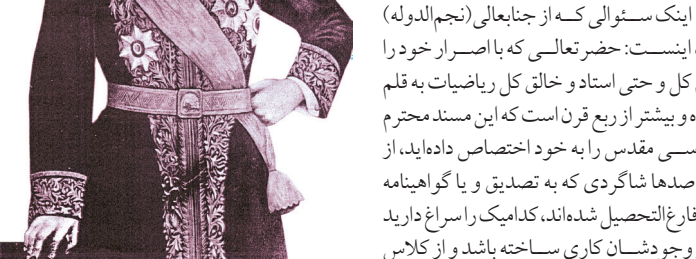 اینک سئوالی که از جنابعالی (نجم‌الدوله)
اینست: حضرتعالی که با اصرار خود را
کل و حتی استاد و خالق کل ریاضیات به قلم
و بیشتر از ربع قرن است که این مسند محترم
مقدس را به خود اختصاص داده‌اید، از
صدها شاگردی که به تصدیق و یا گواهینامه
فارغ‌التحصیل شده‌اند، کدامیک را سراغ دارید
وجودشان کاری ساخته باشد و از کلاس